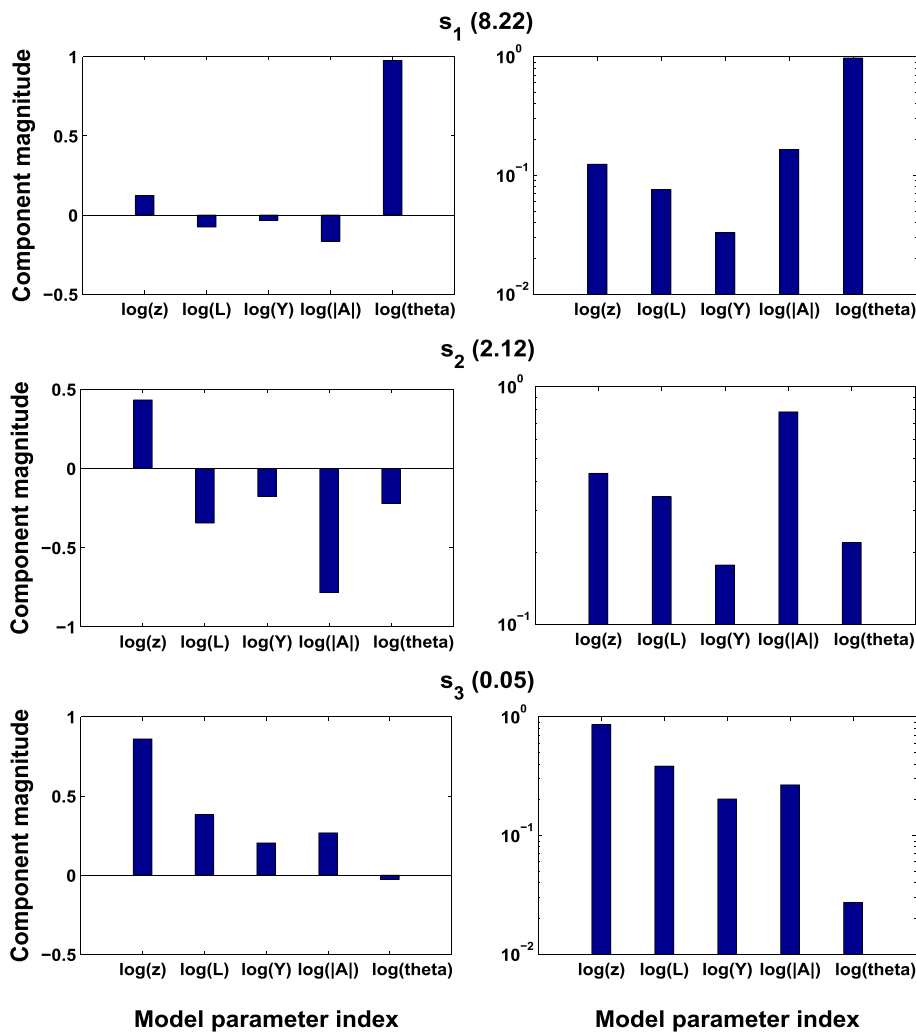 s1 (8.22)
Component magnitude
1
0.5
0
−0.5
log(z) log(L) log(Y) log(|A|) log(theta)
10^0
10^−1
10^−2
log(z) log(L) log(Y) log(|A|) log(theta)
s2 (2.12)
Component magnitude
0.5
0
−0.5
−1
log(z) log(L) log(Y) log(|A|) log(theta)
10^0
10^−1
log(z) log(L) log(Y) log(|A|) log(theta)
s3 (0.05)
Component magnitude
1
0.5
0
−0.5
log(z) log(L) log(Y) log(|A|) log(theta)
10^0
10^−1
10^−2
log(z) log(L) log(Y) log(|A|) log(theta)
Model parameter index
Model parameter index